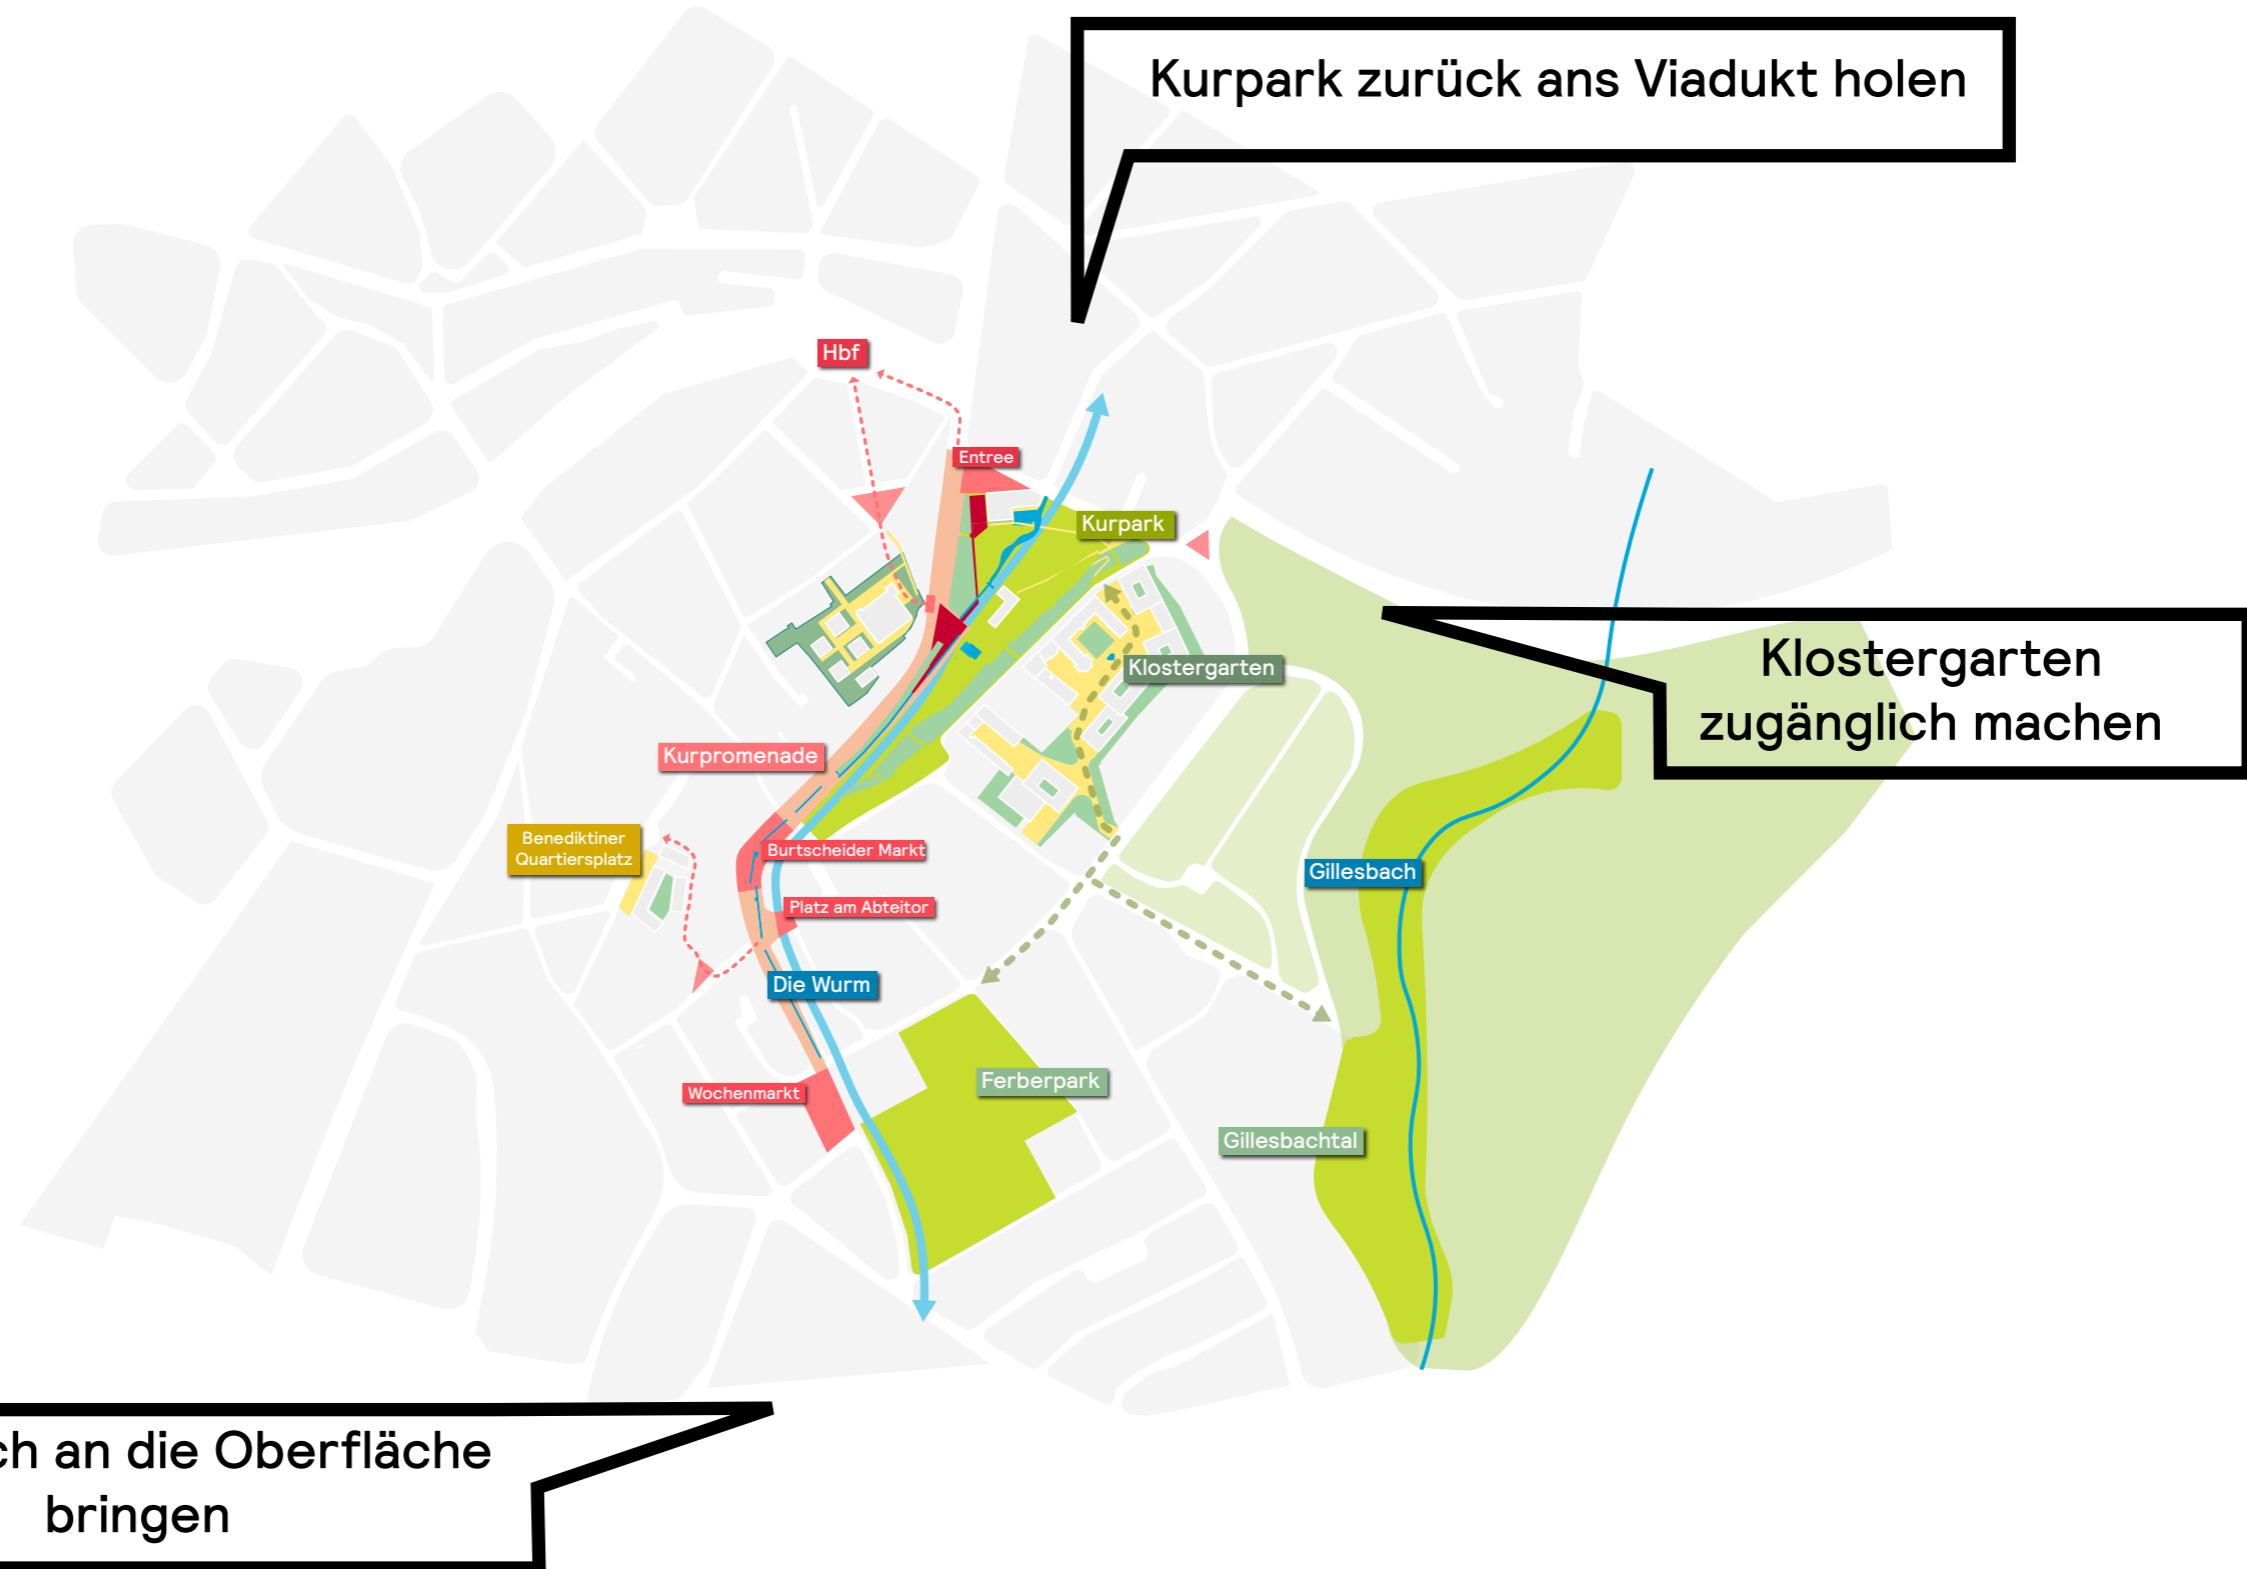 Kurpark zurück ans Viadukt holen
Hbf
Entree
Kurpark
Klostergarten
zugänglich machen
Klostergarten
Kurpromenade
Benediktiner
Quartiersplatz
Burtscheider Markt
Gillesbach
Platz am Abteitor
Die Wurm
Ferberpark
Wochenmarkt
Gillesbachtal
an die Oberfläche
bringen